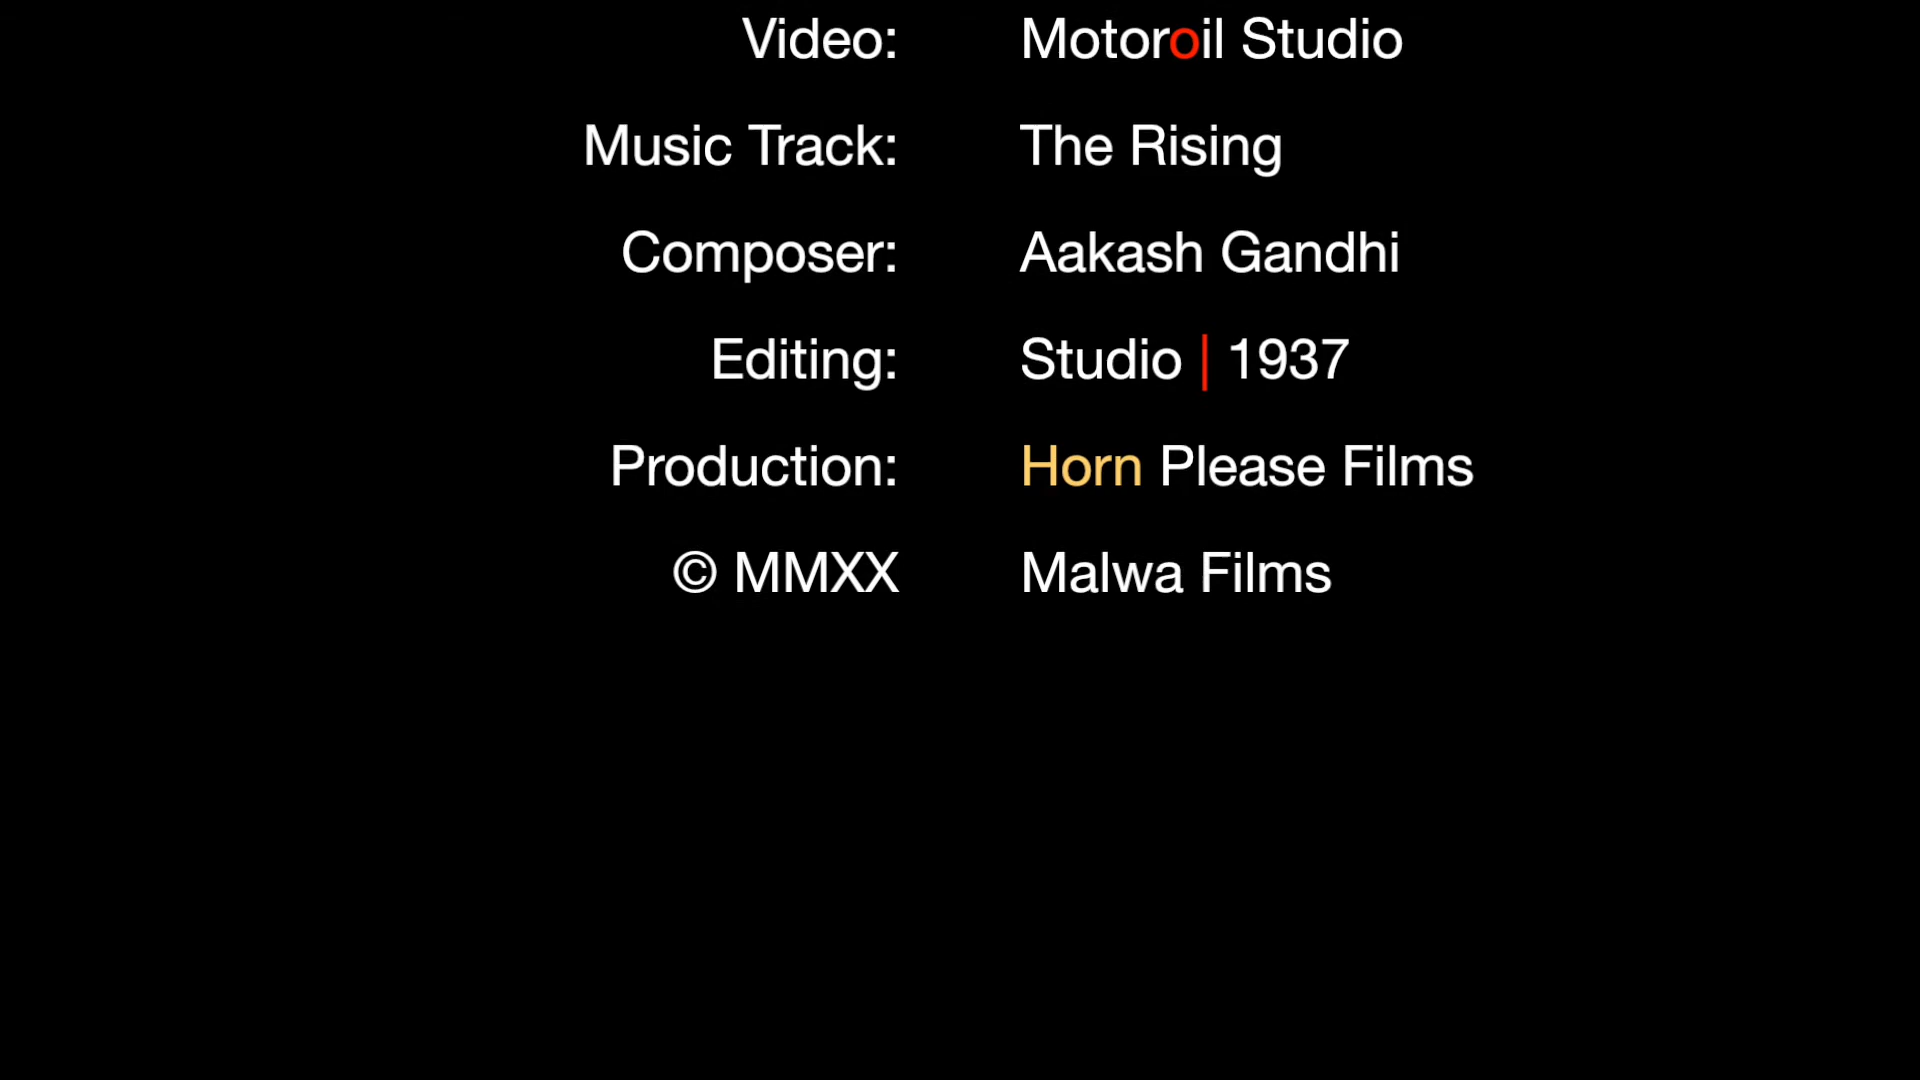 Video: Motoroil Studio
Music Track: The Rising
Composer: Aakash Gandhi
Editing: Studio | 1937
Production: Horn Please Films
© MMXX Malwa Films